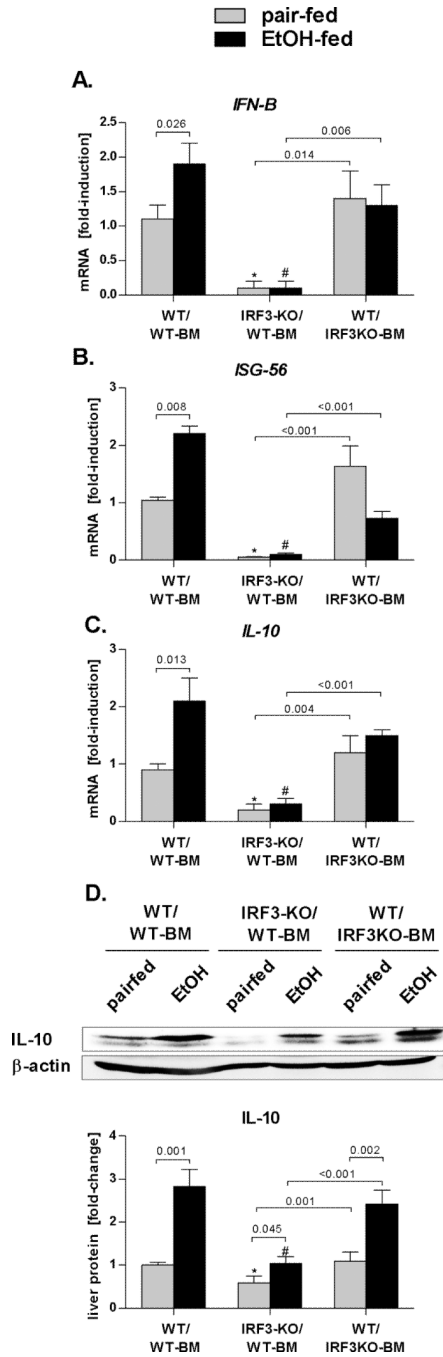 pair-fed
EtOH-fed
A.
IFN-B
mRNA [fold-induction]
2.5
2.0
1.5
1.0
0.5
0.0
0.026
0.014
0.006
*
#
WT/
WT-BM
IRF3-KO/
WT-BM
WT/
IRF3KO-BM
B.
ISG-56
mRNA [fold-induction]
3
2
1
0
0.008
<0.001
<0.001
*
#
WT/
WT-BM
IRF3-KO/
WT-BM
WT/
IRF3KO-BM
C.
IL-10
mRNA [fold-induction]
3
2
1
0
0.013
0.004
<0.001
*
#
WT/
WT-BM
IRF3-KO/
WT-BM
WT/
IRF3KO-BM
D.
WT/
WT-BM
IRF3-KO/
WT-BM
WT/
IRF3KO-BM
pairfed
EtOH
pairfed
EtOH
pairfed
EtOH
IL-10
β-actin
IL-10
liver protein [fold-change]
4
3
2
1
0
0.001
0.045
0.001
<0.001
0.002
*
#
WT/
WT-BM
IRF3-KO/
WT-BM
WT/
IRF3KO-BM